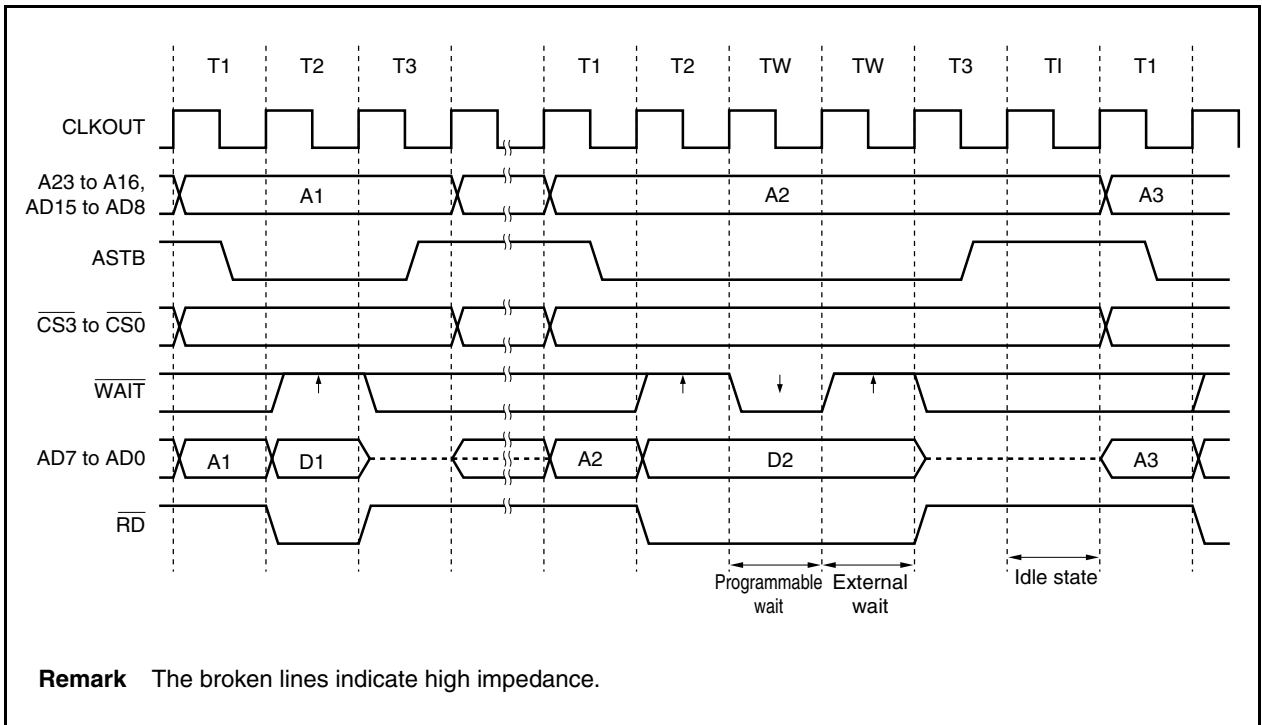 T1 T2 T3 T1 T2 TW TW T3 TI T1
CLKOUT
A23 to A16,
AD15 to AD8
A1 A2 A3
ASTB
CS3 to CS0
WAIT
AD7 to AD0
A1 D1 A2 D2 A3
RD
Programmable
wait
External
wait
Idle state
Remark The broken lines indicate high impedance.